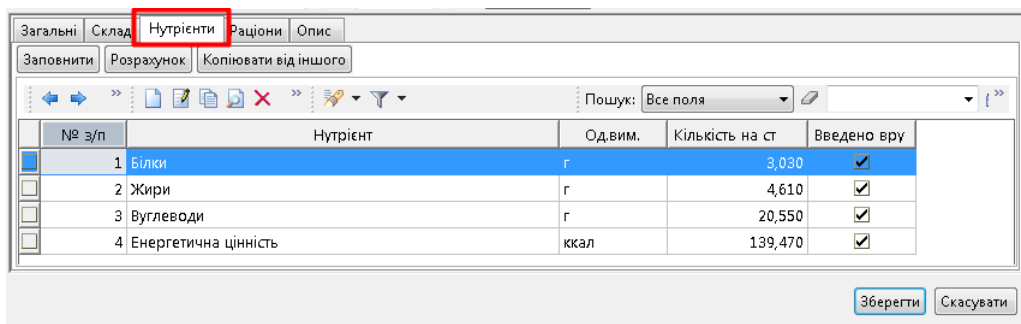 Загальні Склад Нутрієнти Раціони Опис
Заповнити Розрахунок Копіювати від іншого
Пошук: Все поля
№ з/п Нутрієнт Од.вим. Кількість на ст Введено вру
1 Білки г 3,030
2 Жири г 4,610
3 Вуглеводи г 20,550
4 Енергетична цінність ккал 139,470
Зберегти Скасувати